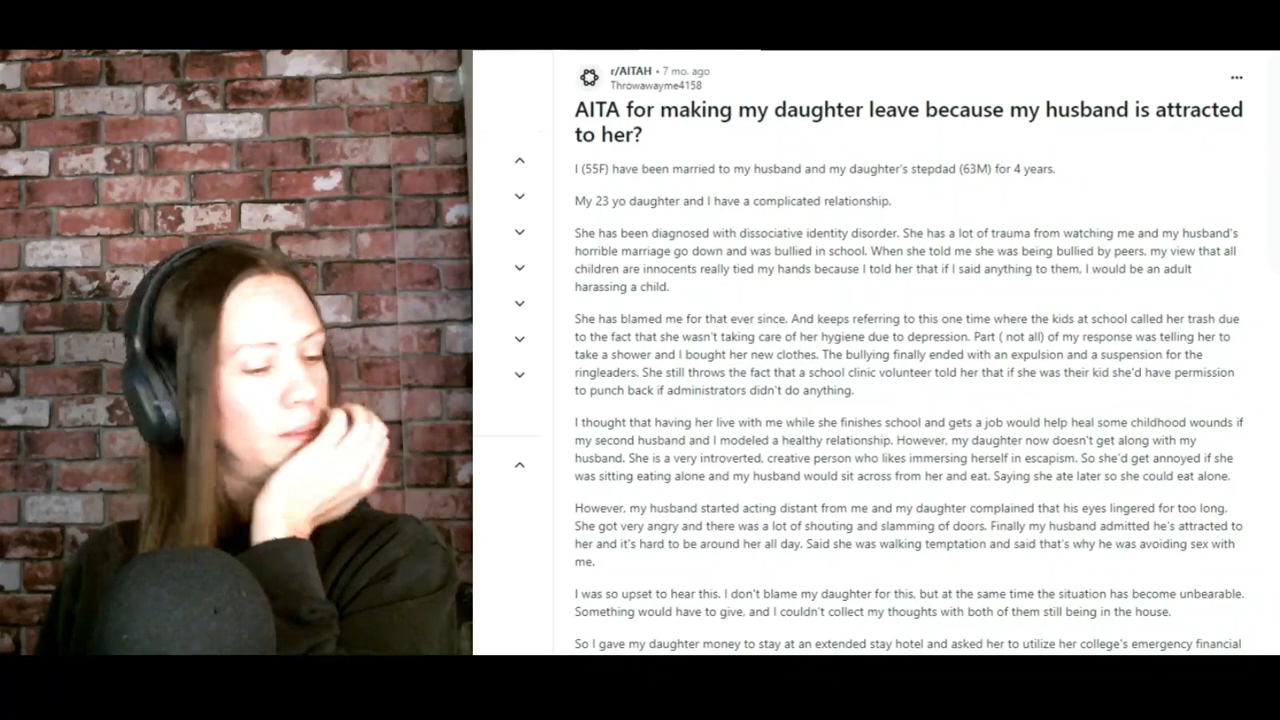 r/AITAH • 7 mo. ago
Throwawayme4158
AITA for making my daughter leave because my husband is attracted
to her?
I (55F) have been married to my husband and my daughter's stepdad (63M) for 4 years.
My 23 yo daughter and I have a complicated relationship.
She has been diagnosed with dissociative identity disorder. She has a lot of trauma from watching me and my husband's
horrible marriage go down and was bullied in school. When she told me she was being bullied by peers, my view that all
children are innocents really tied my hands because I told her that if I said anything to them, I would be an adult
harassing a child.
She has blamed me for that ever since. And keeps referring to this one time where the kids at school called her trash due
to the fact that she wasn't taking care of her hygiene due to depression. Part ( not all) of my response was telling her to
take a shower and I bought her new clothes. The bullying finally ended with an expulsion and a suspension for the
ringleaders. She still throws the fact that a school clinic volunteer told her that if she was their kid she'd have permission
to punch back if administrators didn't do anything.
I thought that having her live with me while she finishes school and gets a job would help heal some childhood wounds if
my second husband and I modeled a healthy relationship. However, my daughter now doesn't get along with my
husband. She is a very introverted, creative person who likes immersing herself in escapism. So she'd get annoyed if she
was sitting eating alone and my husband would sit across from her and eat. Saying she ate later so she could eat alone.
However, my husband started acting distant from me and my daughter complained that his eyes lingered for too long.
She got very angry and there was a lot of shouting and slamming of doors. Finally my husband admitted he's attracted to
her and it's hard to be around her all day. Said she was walking temptation and said that's why he was avoiding sex with
me.
I was so upset to hear this. I don't blame my daughter for this, but at the same time the situation has become unbearable.
Something would have to give, and I couldn't collect my thoughts with both of them still being in the house.
So I gave my daughter money to stay at an extended stay hotel and asked her to utilize her college's emergency financial